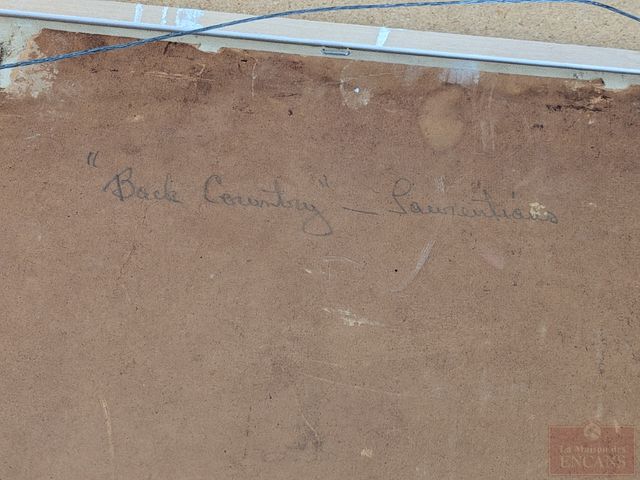 "Back Country" — Laurentians
La Maison des
ENCANS